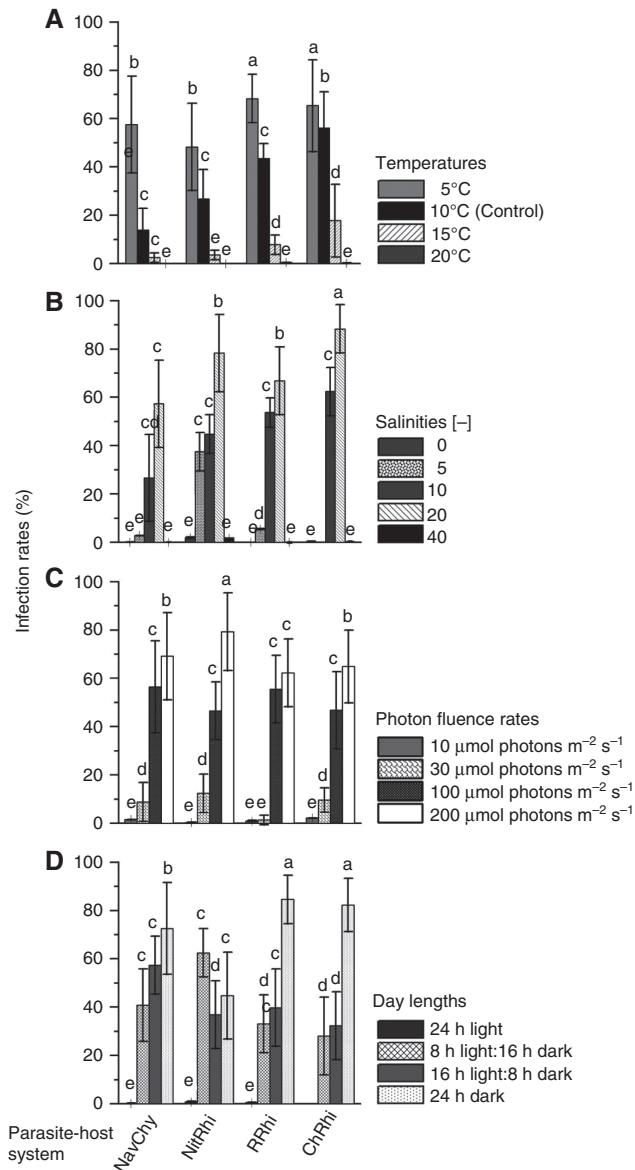 A
100
80
60
40
20
0
b
e
c
e
e
b
c
e
e
a
c
d
e
a
b
d
e
Temperatures
5°C
10°C (Control)
15°C
20°C
B
100
80
60
40
20
0
e
e
cd
c
e
e
c
c
b
e
e
d
c
b
e
e
c
a
e
Salinities [–]
0
5
10
20
40
Infection rates (%)
C
100
80
60
40
20
0
e
d
c
b
e
d
c
a
e
e
c
c
e
d
c
b
Photon fluence rates
10 μmol photons m⁻² s⁻¹
30 μmol photons m⁻² s⁻¹
100 μmol photons m⁻² s⁻¹
200 μmol photons m⁻² s⁻¹
D
100
80
60
40
20
0
e
c
c
b
e
c
d
c
e
d
c
c
a
d
d
a
Day lengths
24 h light
8 h light:16 h dark
16 h light:8 h dark
24 h dark
Parasite-host
system
NavChy
NitRhi
RRhi
ChRhi